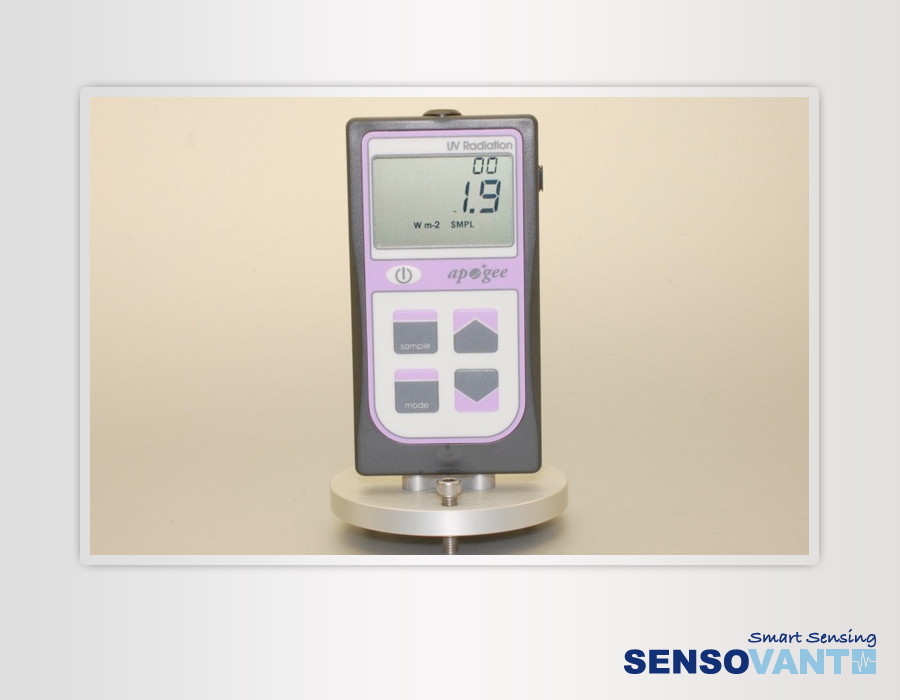 UV Radiation
00
1.9
W m-2 SMPL
apogee
sample
mode
Smart Sensing
SENSOVANT